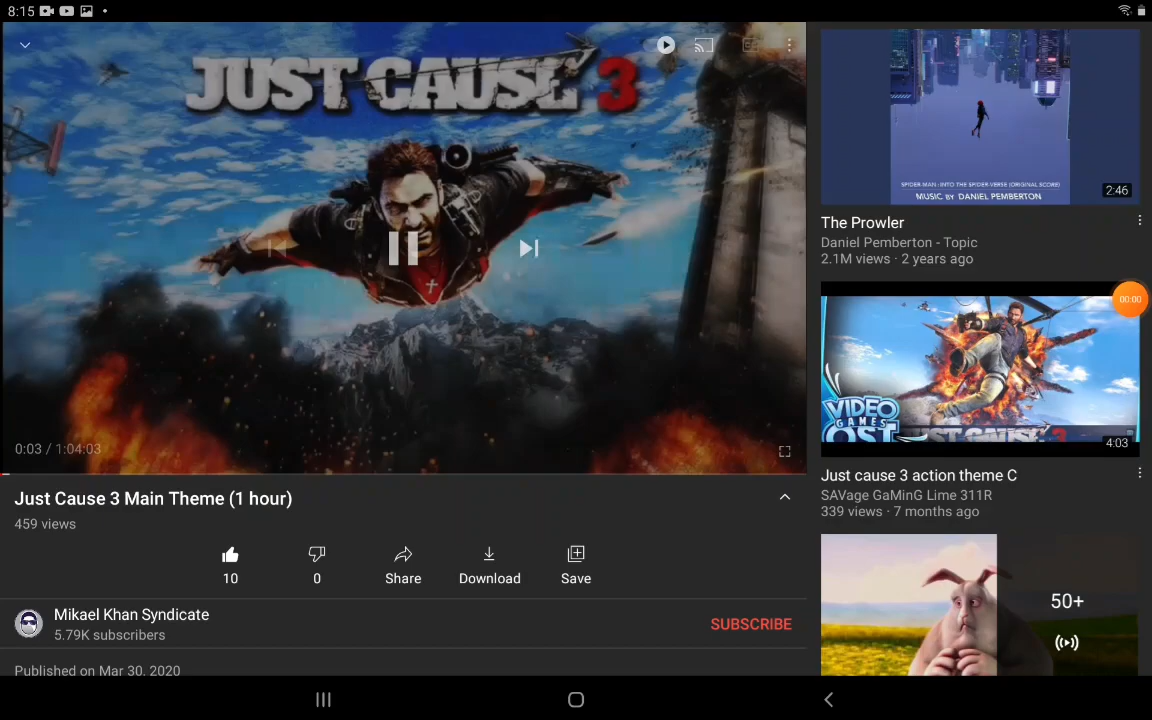 8:15
JUST CAUSE 3
0:03 / 1:04:03
Just Cause 3 Main Theme (1 hour)
459 views
10
0
Share
Download
Save
Mikael Khan Syndicate
5.79K subscribers
SUBSCRIBE
Published on Mar 30, 2020
SPIDER-MAN: INTO THE SPIDER-VERSE (ORIGINAL SCORE)
MUSIC BY DANIEL PEMBERTON
2:46
The Prowler
Daniel Pemberton - Topic
2.1M views · 2 years ago
00:00
VIDEO
GAMES
OST
ST CAUSE 3
4:03
Just cause 3 action theme C
SAVage GaMinG Lime 311R
339 views · 7 months ago
50+